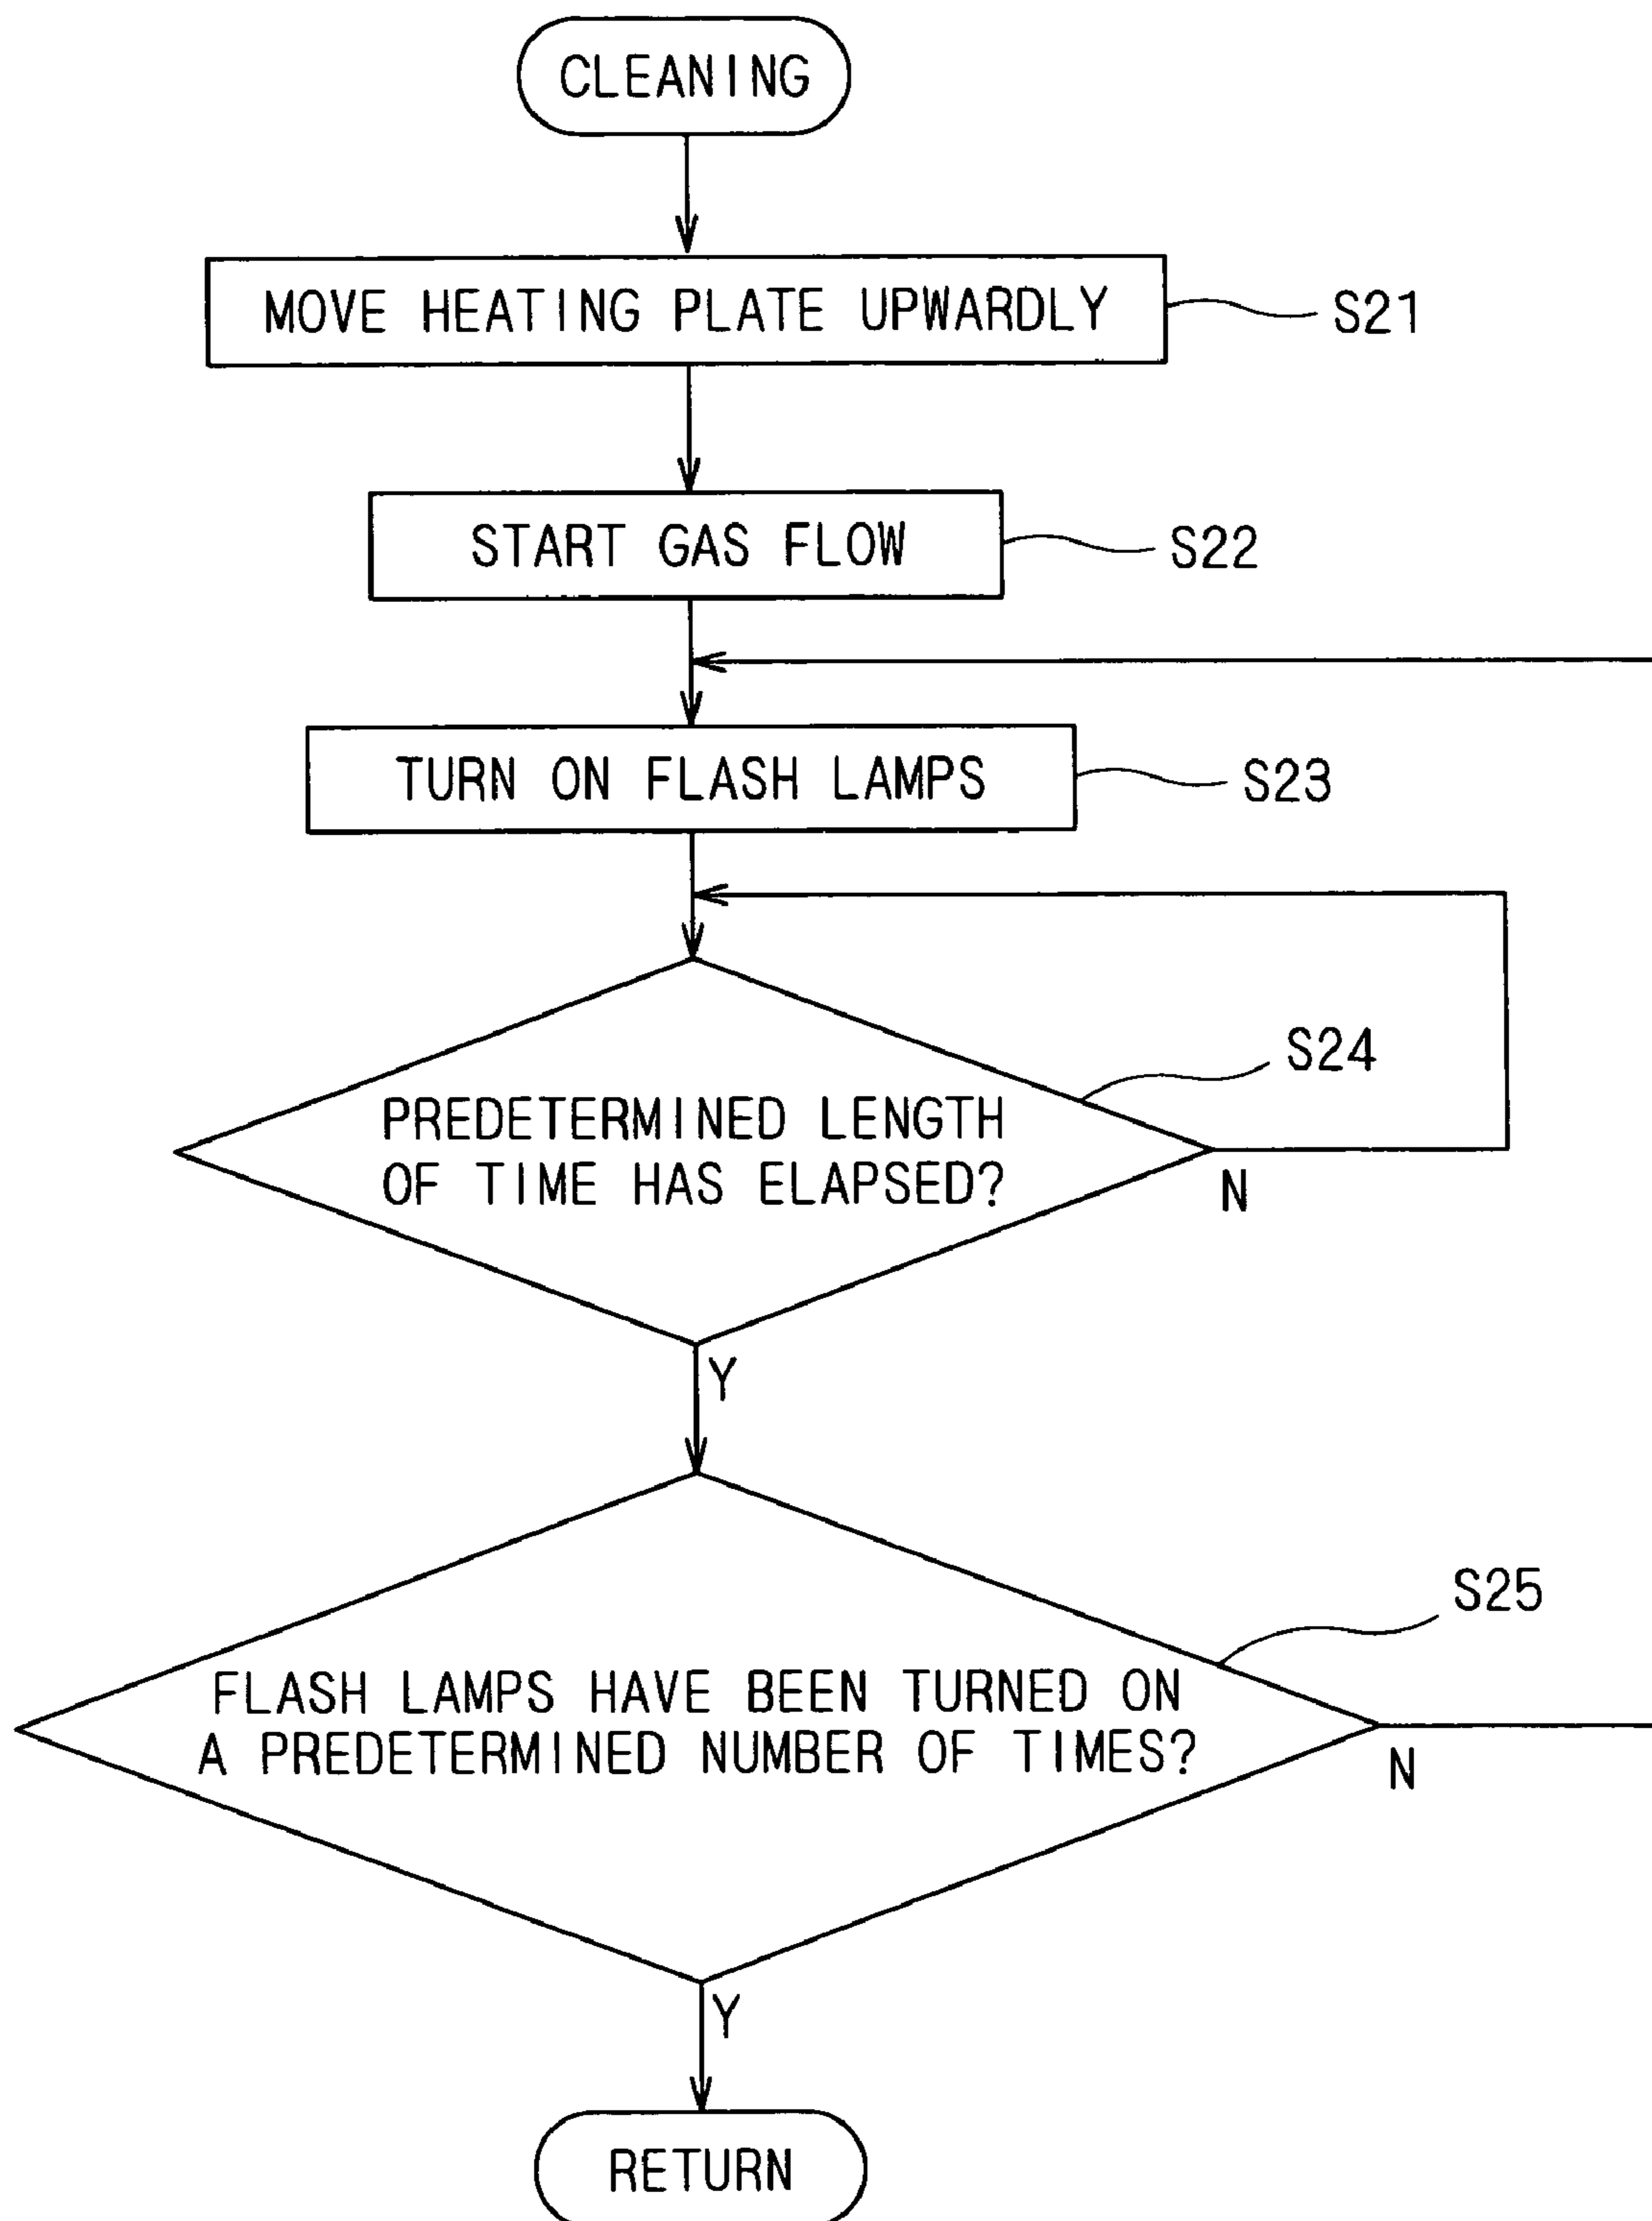 CLEANING
MOVE HEATING PLATE UPWARDLY
S21
START GAS FLOW
S22
TURN ON FLASH LAMPS
S23
S24
PREDETERMINED LENGTH
OF TIME HAS ELAPSED?
N
Y
S25
FLASH LAMPS HAVE BEEN TURNED ON
A PREDETERMINED NUMBER OF TIMES?
N
Y
RETURN